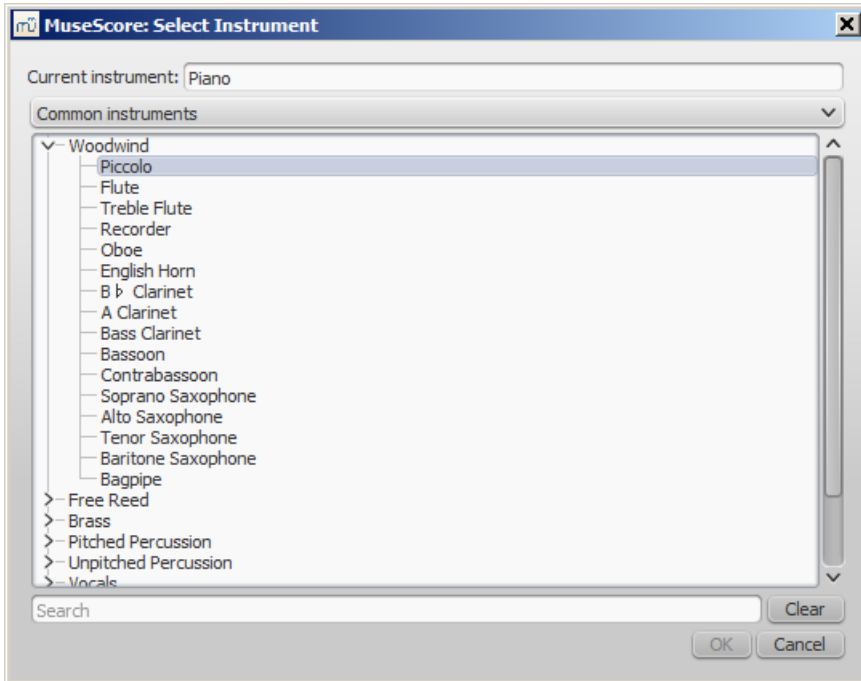 mü MuseScore: Select Instrument
Current instrument: Piano
Common instruments
Woodwind
Piccolo
Flute
Treble Flute
Recorder
Oboe
English Horn
B♭ Clarinet
A Clarinet
Bass Clarinet
Bassoon
Contrabassoon
Soprano Saxophone
Alto Saxophone
Tenor Saxophone
Baritone Saxophone
Bagpipe
Free Reed
Brass
Pitched Percussion
Unpitched Percussion
Vocals
Search Clear
OK Cancel